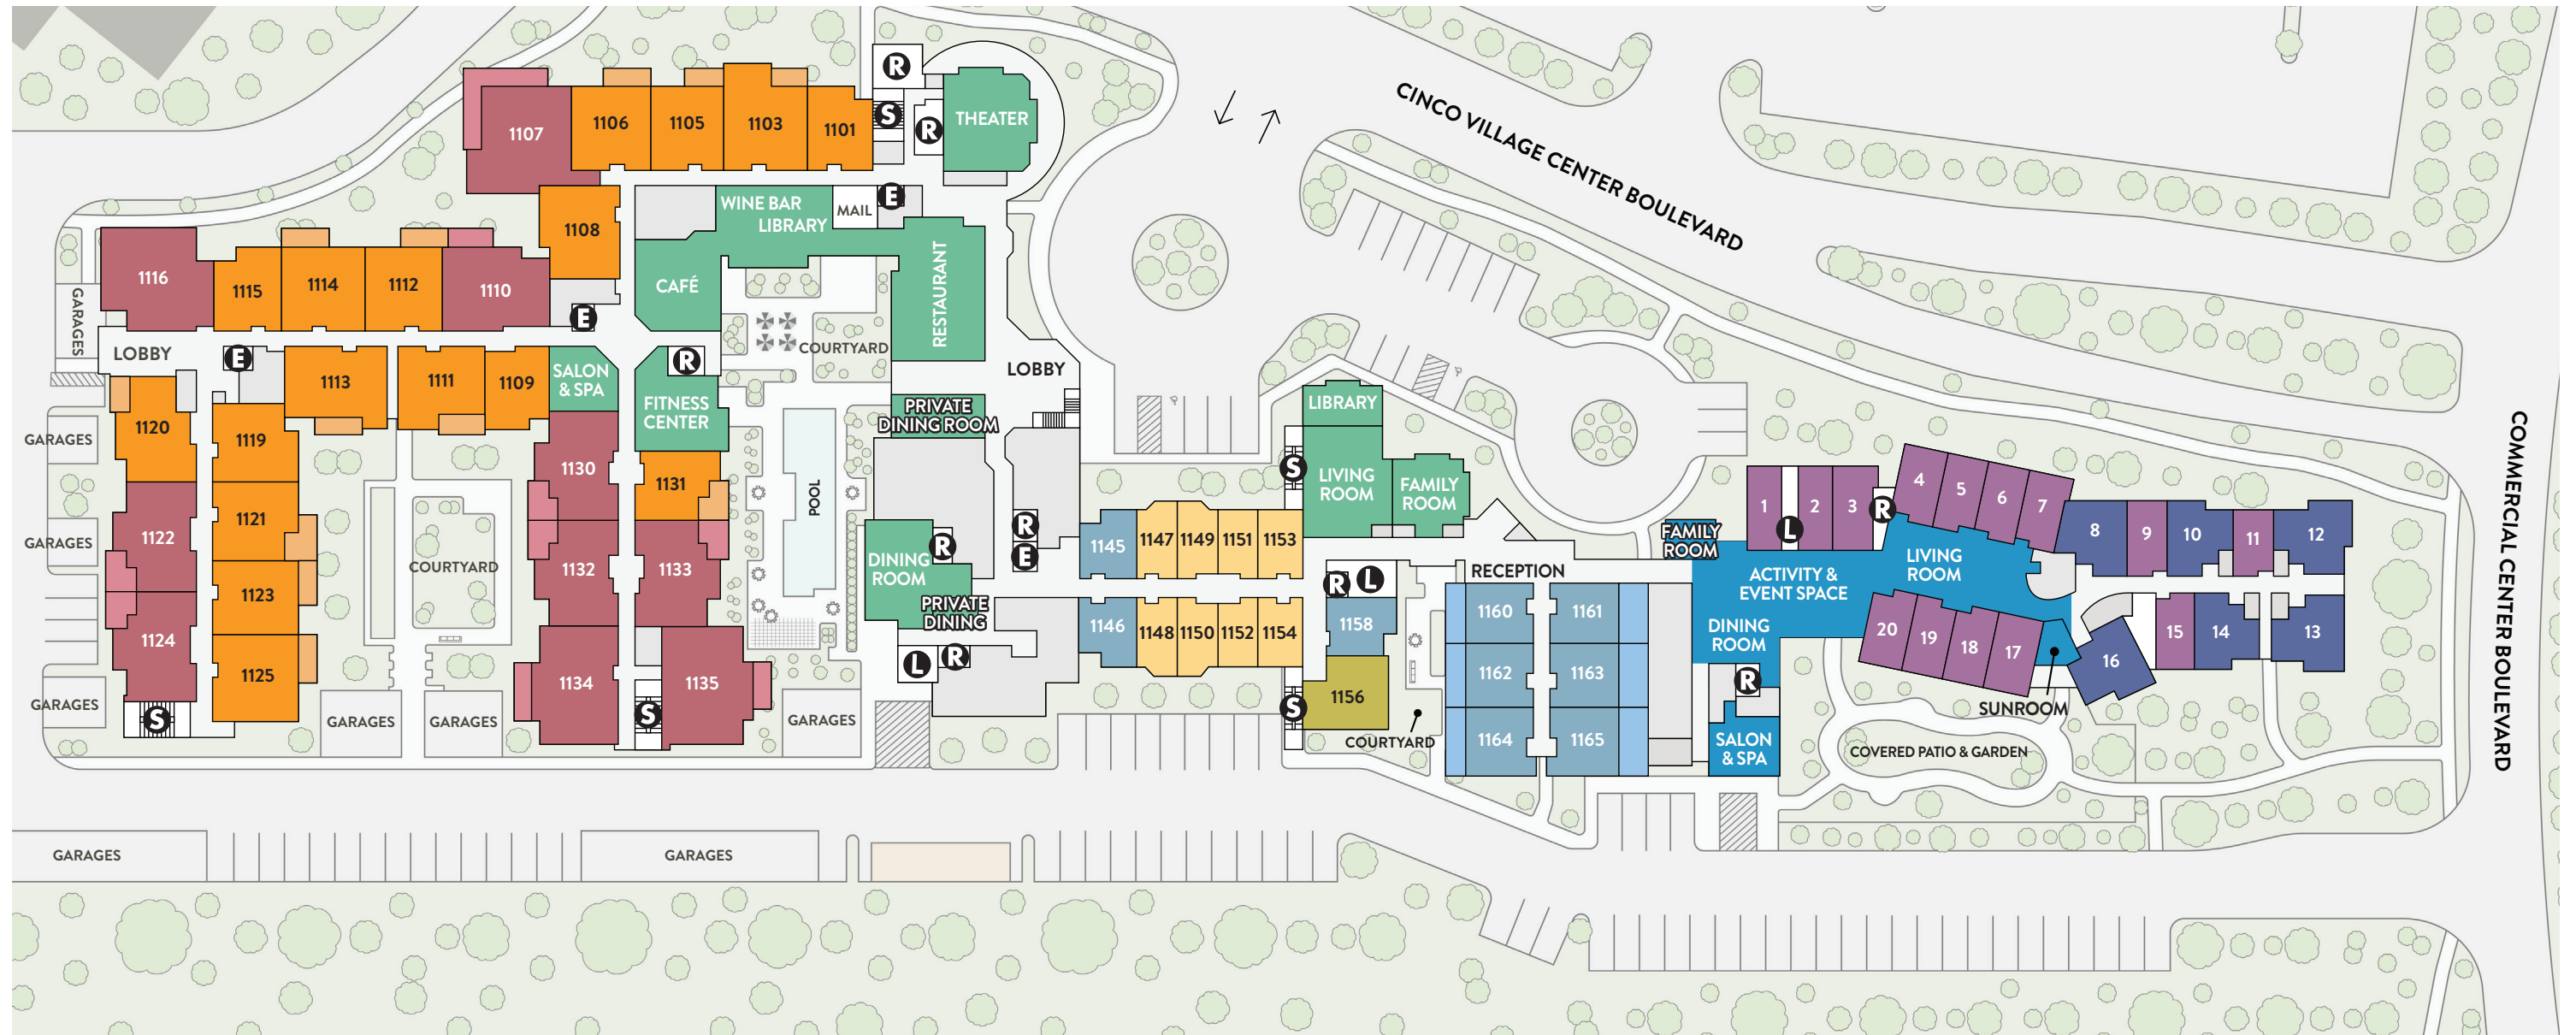 CINCO VILLAGE CENTER BOULEVARD
COMMERCIAL CENTER BOULEVARD
R
S
R
THEATER
1107
1106
1105
1103
1101
1108
WINE BAR
LIBRARY
MAIL
E
1116
1115
1114
1112
1110
E
CAFÉ
RESTAURANT
COURTYARD
GARAGES
LOBBY
E
1113
1111
1109
SALON
& SPA
R
FITNESS
CENTER
LOBBY
PRIVATE
DINING ROOM
GARAGES
1120
1119
1130
1131
POOL
GARAGES
1122
1121
COURTYARD
1132
1133
1123
1124
1125
GARAGES
S
GARAGES
GARAGES
1134
S
1135
GARAGES
DINING
ROOM
R
PRIVATE
DINING
L
R
R
E
1145
1147
1149
1151
1153
1146
1148
1150
1152
1154
LIBRARY
S
LIVING
ROOM
FAMILY
ROOM
R
L
1158
1156
S
COURTYARD
RECEPTION
1160
1161
1162
1163
1164
1165
FAMILY
ROOM
ACTIVITY &
EVENT SPACE
DINING
ROOM
R
SALON
& SPA
LIVING
ROOM
1
L
2
3
R
4
5
6
7
8
9
10
11
12
20
19
18
17
16
15
14
13
SUNROOM
COVERED PATIO & GARDEN
GARAGES
GARAGES